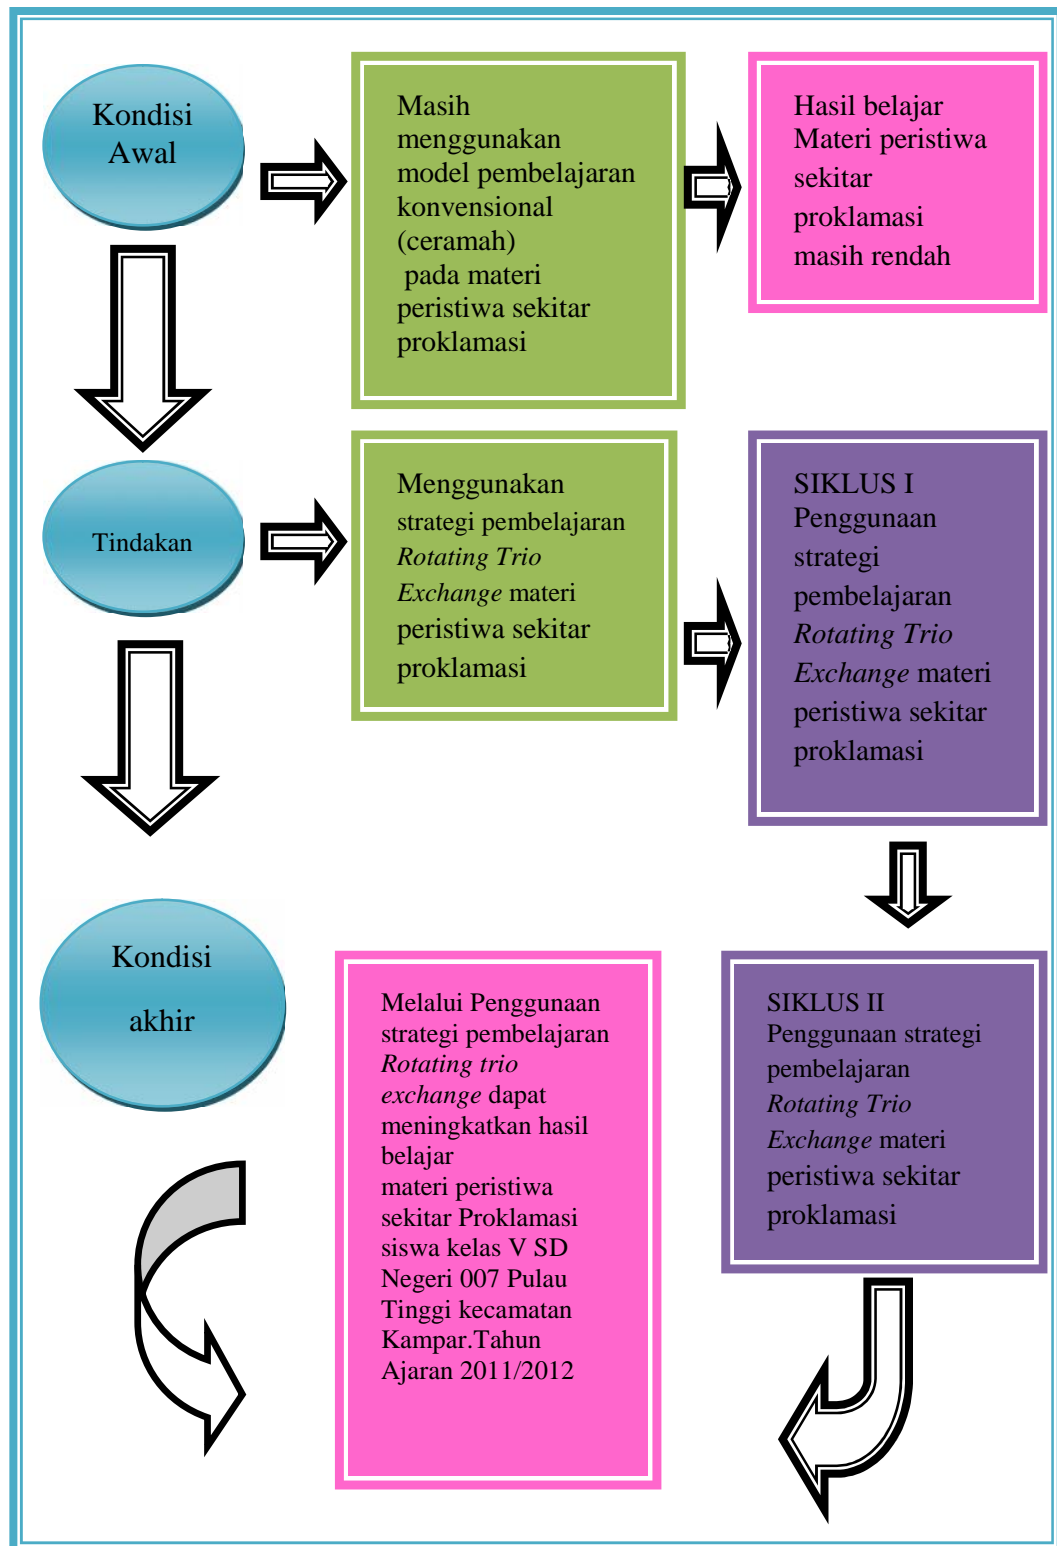 Kondisi
Awal
Masih
menggunakan
model pembelajaran
konvensional
(ceramah)
pada materi
peristiwa sekitar
proklamasi
Hasil belajar
Materi peristiwa
sekitar
proklamasi
masih rendah
Tindakan
Menggunakan
strategi pembelajaran
Rotating Trio
Exchange materi
peristiwa sekitar
proklamasi
SIKLUS I
Penggunaan
strategi
pembelajaran
Rotating Trio
Exchange materi
peristiwa sekitar
proklamasi
Kondisi
akhir
Melalui Penggunaan
strategi pembelajaran
Rotating trio
exchange dapat
meningkatkan hasil
belajar
materi peristiwa
sekitar Proklamasi
siswa kelas V SD
Negeri 007 Pulau
Tinggi kecamatan
Kampar.Tahun
Ajaran 2011/2012
SIKLUS II
Penggunaan strategi
pembelajaran
Rotating Trio
Exchange materi
peristiwa sekitar
proklamasi